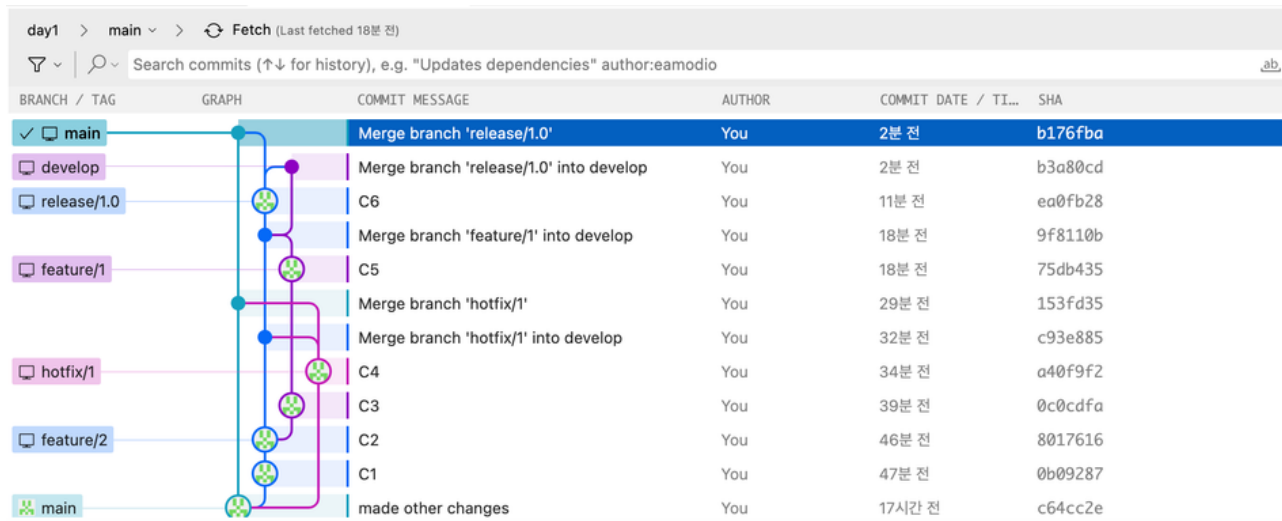 day1 > main > Fetch (Last fetched 18분 전)
Search commits (↑↓ for history), e.g. "Updates dependencies" author:eamodio ab,
BRANCH / TAG GRAPH COMMIT MESSAGE AUTHOR COMMIT DATE / TI… SHA
✓ main Merge branch 'release/1.0' You 2분 전 b176fba
develop Merge branch 'release/1.0' into develop You 2분 전 b3a80cd
release/1.0 C6 You 11분 전 ea0fb28
Merge branch 'feature/1' into develop You 18분 전 9f8110b
feature/1 C5 You 18분 전 75db435
Merge branch 'hotfix/1' You 29분 전 153fd35
Merge branch 'hotfix/1' into develop You 32분 전 c93e885
hotfix/1 C4 You 34분 전 a40f9f2
C3 You 39분 전 0c0cdfa
feature/2 C2 You 46분 전 8017616
C1 You 47분 전 0b09287
main made other changes You 17시간 전 c64cc2e